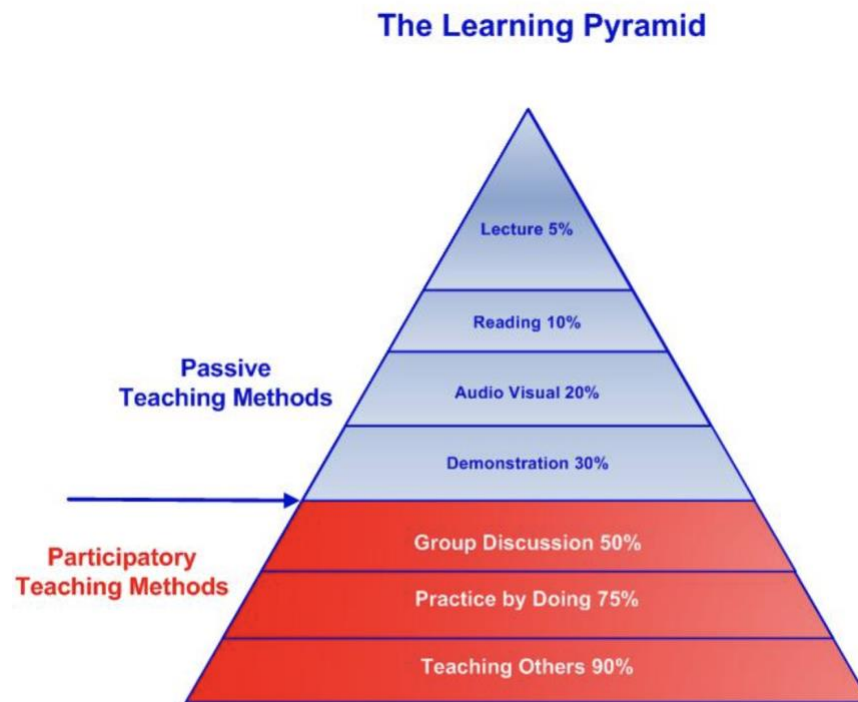 The Learning Pyramid
Lecture 5%
Reading 10%
Passive
Teaching Methods
Audio Visual 20%
Demonstration 30%
Participatory
Teaching Methods
Group Discussion 50%
Practice by Doing 75%
Teaching Others 90%